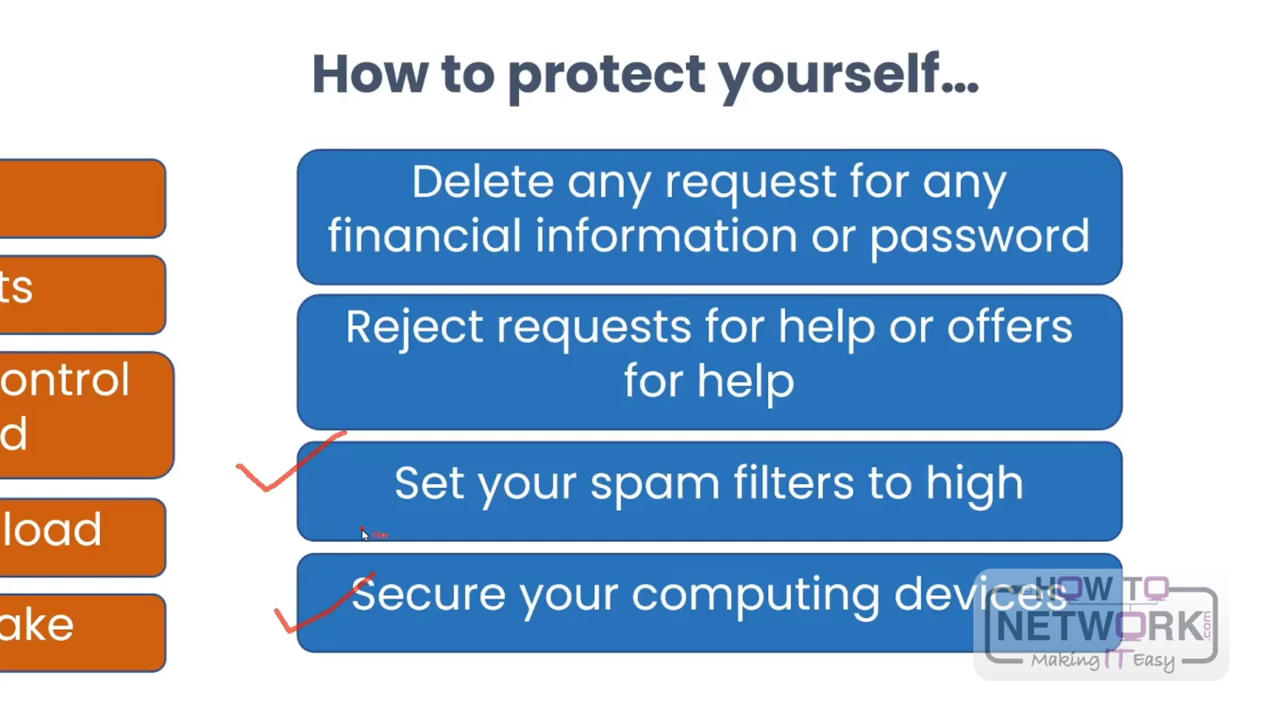 How to protect yourself...
Delete any request for any
financial information or password
Reject requests for help or offers
for help
Set your spam filters to high
Secure your computing devices
ts
ontrol
d
load
ake
HOW TO
NETWORK.com
Making IT Easy